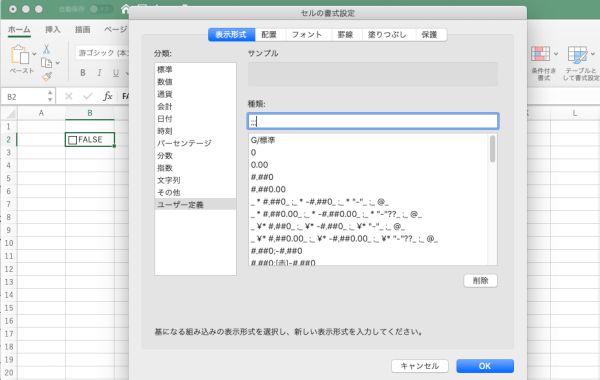 自動保存
セルの書式設定
ホーム 挿入 描画
表示形式 配置 フォント 罫線 塗りつぶし 保護
ペースト
游ゴシック (本文
B I U
条件付き
書式
テーブルと
して書式設定
B2 fx FA
A B L
1
2 FALSE
3
4
5
6
7
8
9
10
11
12
13
14
15
16
17
18
19
20
分類:
標準
数値
通貨
会計
日付
時刻
パーセンテージ
分数
指数
文字列
その他
ユーザー定義
サンプル
種類:
;;;
G/標準
0
0.00
#,##0
#,##0.00
_ * #,##0_ ;_ * -#,##0_ ;_ * "-"_ ;_ @_
_ * #,##0.00_ ;_ * -#,##0.00_ ;_ * "-"??_ ;_ @_
_ ¥* #,##0_ ;_ ¥* -#,##0_ ;_ ¥* "-"_ ;_ @_
_ ¥* #,##0.00_ ;_ ¥* -#,##0.00_ ;_ ¥* "-"??_ ;_ @_
#,##0;-#,##0
#,##0;[赤]-#,##0
削除
基になる組み込みの表示形式を選択し、新しい表示形式を入力してください。
キャンセル OK